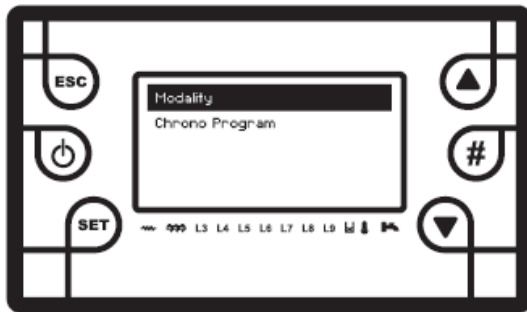 ESC
Modality
Chrono Program
#
SET
L3 L4 L5 L6 L7 L8 L9